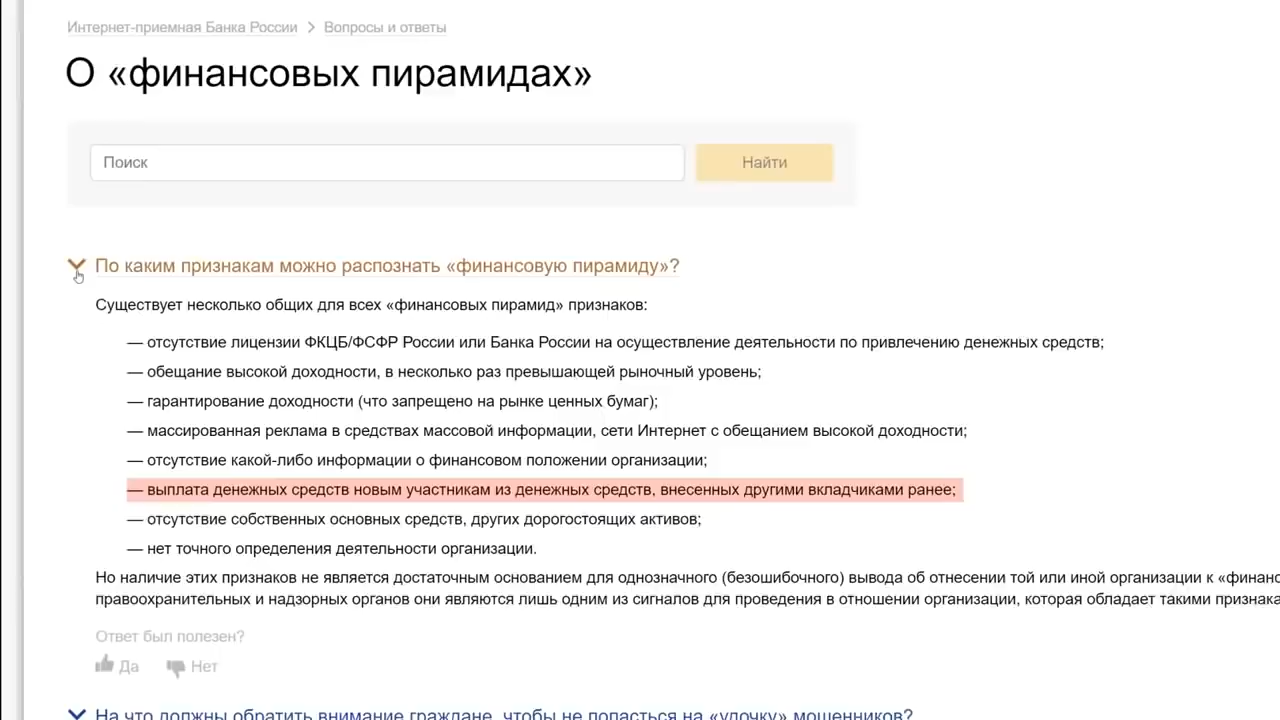 Интернет-приемная Банка России > Вопросы и ответы
О «финансовых пирамидах»
Поиск
Найти
По каким признакам можно распознать «финансовую пирамиду»?
Существует несколько общих для всех «финансовых пирамид» признаков:
— отсутствие лицензии ФКЦБ/ФСФР России или Банка России на осуществление деятельности по привлечению денежных средств;
— обещание высокой доходности, в несколько раз превышающей рыночный уровень;
— гарантирование доходности (что запрещено на рынке ценных бумаг);
— массированная реклама в средствах массовой информации, сети Интернет с обещанием высокой доходности;
— отсутствие какой-либо информации о финансовом положении организации;
— выплата денежных средств новым участникам из денежных средств, внесенных другими вкладчиками ранее;
— отсутствие собственных основных средств, других дорогостоящих активов;
— нет точного определения деятельности организации.
Но наличие этих признаков не является достаточным основанием для однозначного (безошибочного) вывода об отнесении той или иной организации к «финанс
правоохранительных и надзорных органов они являются лишь одним из сигналов для проведения в отношении организации, которая обладает такими признака
Ответ был полезен?
Да Нет
На что должны обратить внимание граждане, чтобы не попасться на «удочку» мошенников?